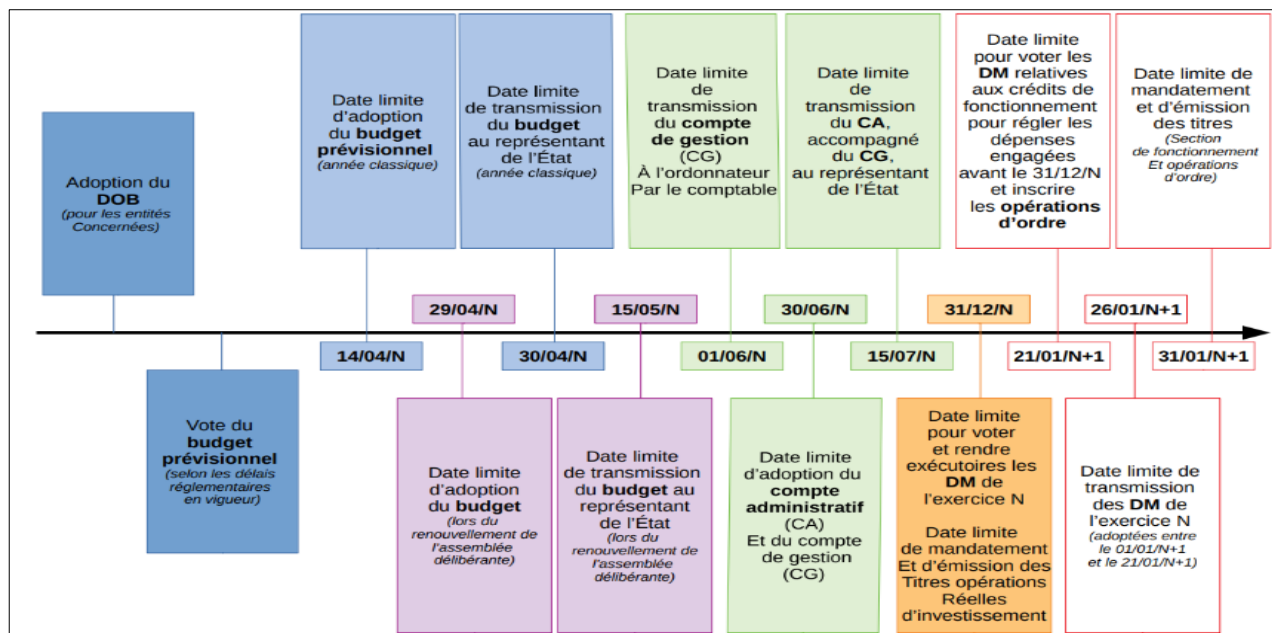 Adoption du
DOB
(pour les entités
Concernées)
Date limite
d'adoption
du budget
prévisionnel
(année classique)
Date limite
de transmission
du budget
au représentant
de l'État
(année classique)
Date limite
de
transmission
du compte
de gestion
(CG)
À l'ordonnateur
Par le comptable
Date limite
de
transmission
du CA,
accompagné
du CG,
au représentant
de l'État
Date limite
pour voter les
DM relatives
aux crédits de
fonctionnement
pour régler les
dépenses
engagées
avant le 31/12/N
et inscrire
les opérations
d'ordre
Date limite de
mandatement
et d'émission
des titres
(Section
de fonctionnement
Et opérations
d'ordre)
29/04/N
15/05/N
30/06/N
31/12/N
26/01/N+1
14/04/N
30/04/N
01/06/N
15/07/N
21/01/N+1
31/01/N+1
Vote du
budget
prévisionnel
(selon les délais
réglementaires
en vigueur)
Date limite
d'adoption
du budget
(lors du
renouvellement de
l'assemblée
délibérante)
Date limite
de transmission
du budget au
représentant
de l'État
(lors du
renouvellement de
l'assemblée
délibérante)
Date limite
d'adoption du
compte
administratif
(CA)
Et du compte
de gestion
(CG)
Date limite
pour voter
et rendre
exécutoires les
DM de
l'exercice N
Date limite
de mandatement
Et d'émission des
Titres opérations
Réelles
d'investissement
Date limite de
transmission
des DM de
l'exercice N
(adoptées entre
le 01/01/N+1
et le 21/01/N+1)